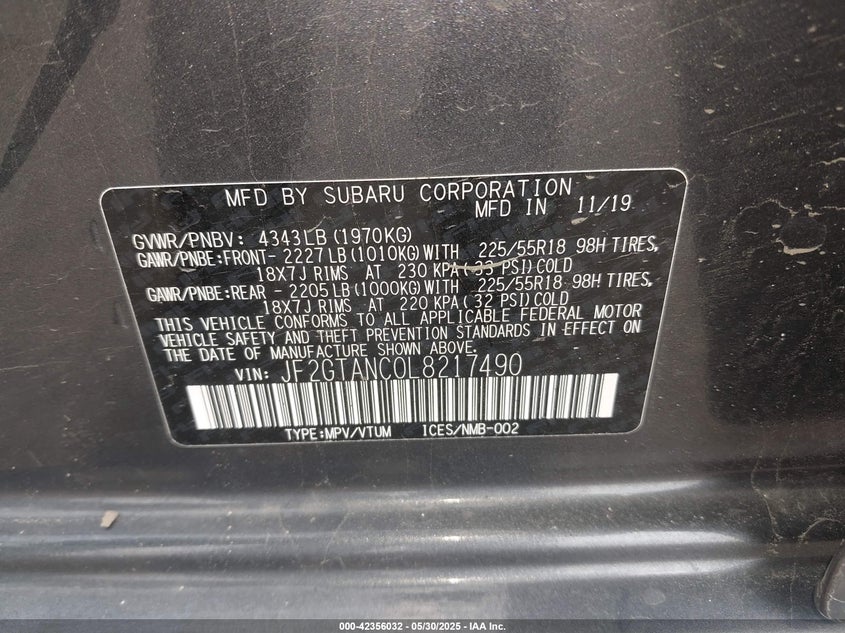 MFD BY SUBARU CORPORATION
MFD IN 11/19
GVWR/PNBV: 4343LB(1970KG)
GAWR/PNBE:FRONT- 2227LB(1010KG)WITH 225/55R18 98H TIRES,
18X7J RIMS AT 230 KPA(33 PSI)COLD
GAWR/PNBE:REAR - 2205LB(1000KG)WITH 225/55R18 98H TIRES,
18X7J RIMS AT 220 KPA(32 PSI)COLD
THIS VEHICLE CONFORMS TO ALL APPLICABLE FEDERAL MOTOR
VEHICLE SAFETY AND THEFT PREVENTION STANDARDS IN EFFECT ON
THE DATE OF MANUFACTURE SHOWN ABOVE.
VIN: JF2GTANC0L8217490
TYPE:MPV/VTUM ICES/NMB-002
000-42356032 — 05/30/2025 — IAA Inc.